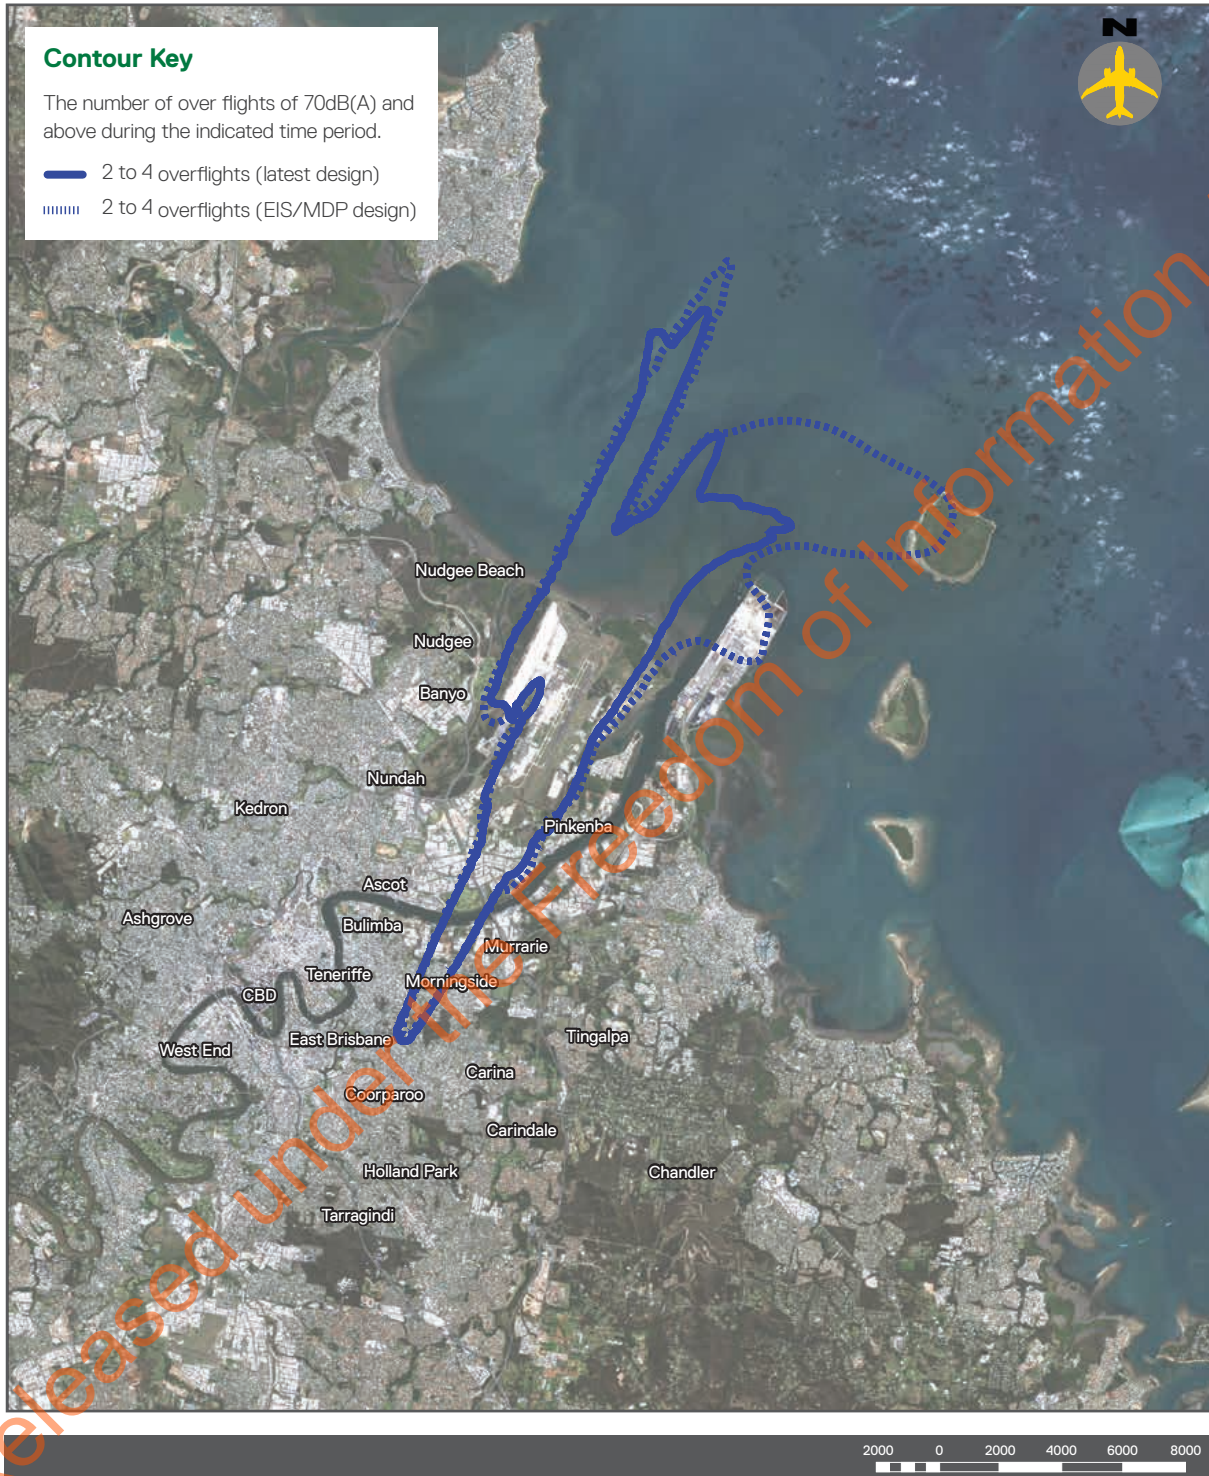 Contour Key
The number of over flights of 70dB(A) and
above during the indicated time period.
2 to 4 overflights (latest design)
2 to 4 overflights (EIS/MDP design)
N
Nudgee Beach
Nudgee
Banyo
Nundah
Kedron
Pinkenba
Ascot
Ashgrove
Bulimba
Murrarie
Teneriffe
Morningside
CBD
East Brisbane
Tingalpa
West End
Carina
Coorparoo
Carindale
Holland Park
Chandler
Tarragindi
eleased under the Freedom of Information
2000 0 2000 4000 6000 8000